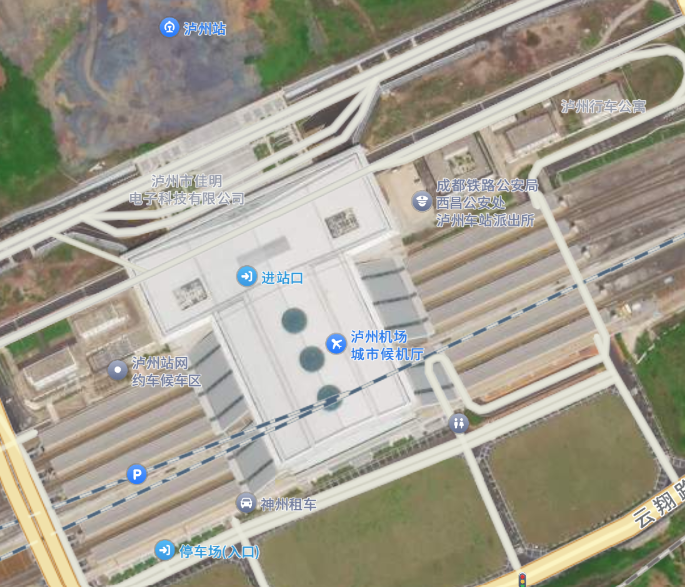 泸州站
泸州行车公寓
泸州市佳明
电子科技有限公司
成都铁路公安局
西昌公安处
泸州车站派出所
进站口
泸州机场
城市候机厅
泸州站网
约车候车区
P
神州租车
云翔路
停车场(入口)